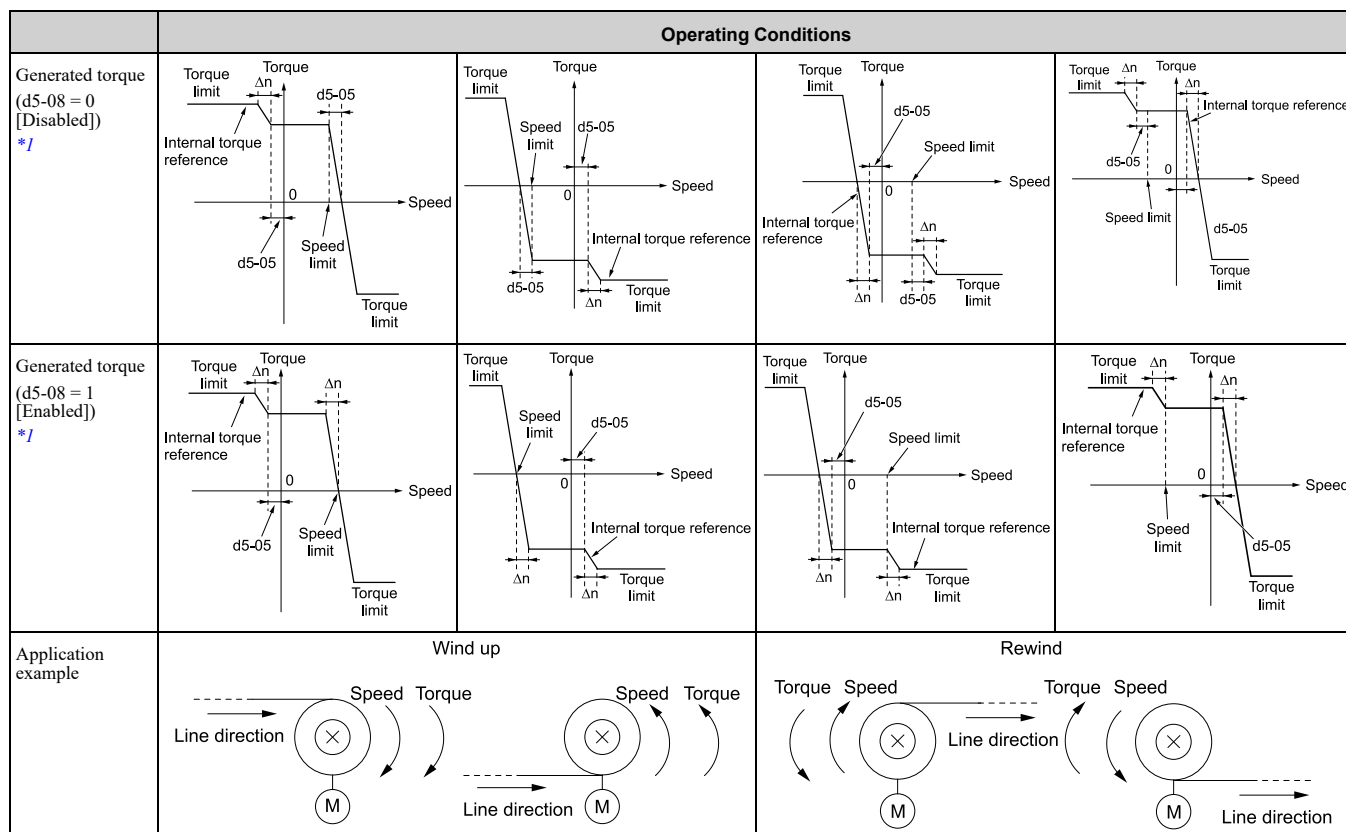 Operating Conditions
Generated torque
(d5-08 = 0
[Disabled])
*1
Torque
limit
Δn
Torque
d5-05
Internal torque
reference
0
Speed
d5-05
Speed
limit
Torque
limit
Torque
limit
Torque
Speed
limit
d5-05
0
Speed
Internal torque reference
d5-05
Δn
Torque
limit
Torque
limit
Torque
d5-05
Speed limit
0
Speed
Internal torque
reference
Δn
Δn
d5-05
Torque
limit
Torque
limit
Δn
Torque
Δn
Internal torque
reference
d5-05
0
Speed
Speed limit
d5-05
Torque
limit
Generated torque
(d5-08 = 1
[Enabled])
*1
Torque
limit
Δn
Torque
Δn
Internal torque
reference
0
Speed
d5-05
Speed
limit
Torque
limit
Torque
limit
Torque
Speed
limit
d5-05
0
Speed
Internal torque reference
Δn
Δn
Torque
limit
Torque
limit
Torque
d5-05
Speed limit
0
Speed
Internal torque reference
Δn
Δn
Torque
limit
Torque
limit
Δn
Torque
Δn
Internal torque
reference
0
Speed
Speed
limit
d5-05
Torque
limit
Application
example
Wind up
Speed Torque
Line direction
M
Speed Torque
Line direction
M
Rewind
Torque Speed
Line direction
M
Torque Speed
Line direction
M